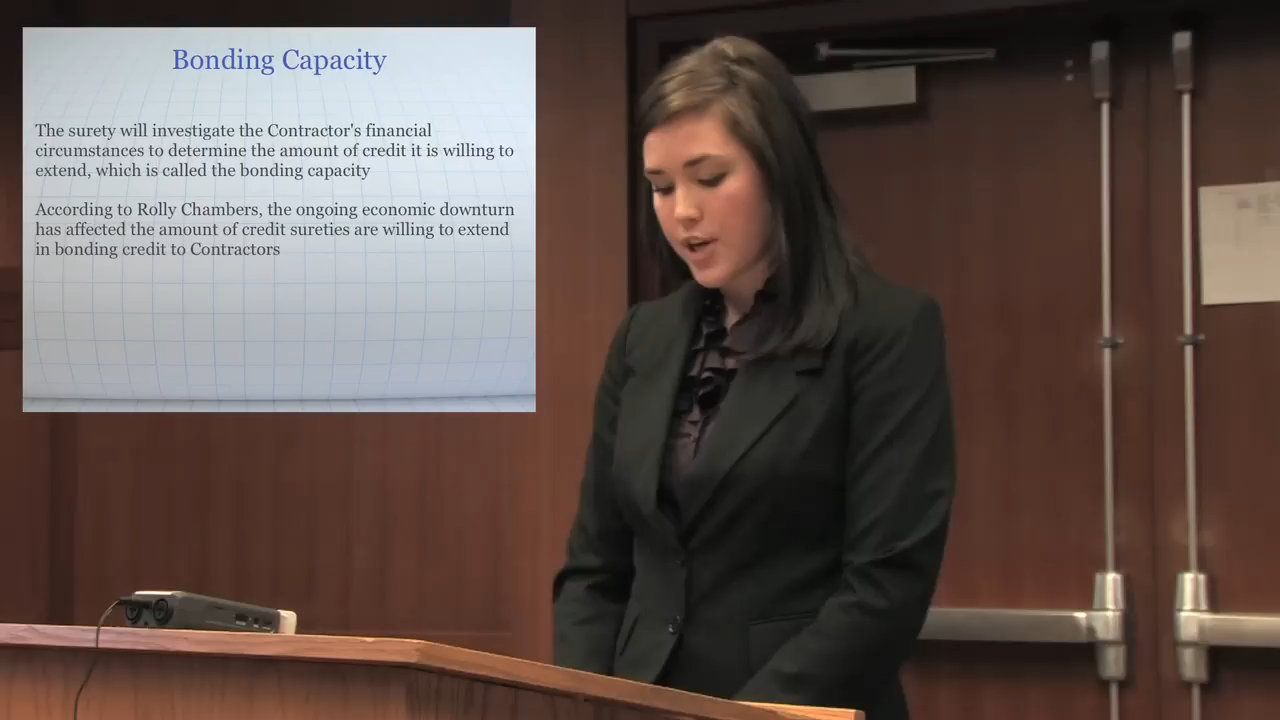 Bonding Capacity
The surety will investigate the Contractor's financial
circumstances to determine the amount of credit it is willing to
extend, which is called the bonding capacity
According to Rolly Chambers, the ongoing economic downturn
has affected the amount of credit sureties are willing to extend
in bonding credit to Contractors